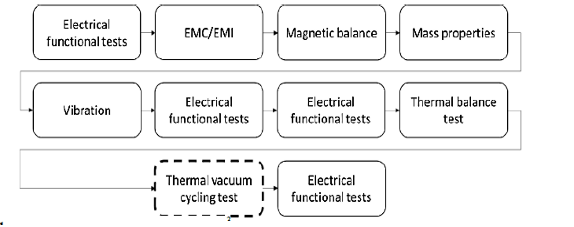 Electrical
functional tests
EMC/EMI
Magnetic balance
Mass properties
Vibration
Electrical
functional tests
Electrical
functional tests
Thermal balance
test
Thermal vacuum
cycling test
Electrical
functional tests